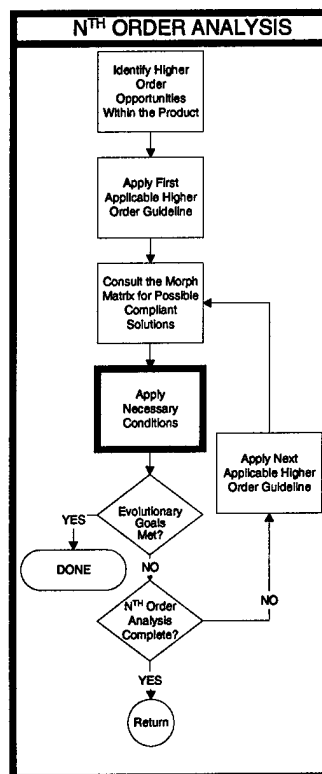 NTH ORDER ANALYSIS
Identify Higher
Order
Opportunities
Within the Product
Apply First
Applicable Higher
Order Guideline
Consult the Morph
Matrix for Possible
Compliant
Solutions
Apply
Necessary
Conditions
Apply Next
Applicable Higher
Order Guideline
Evolutionary
Goals
Met?
YES
DONE
NO
NTH Order
Analysis
Complete?
NO
YES
Return